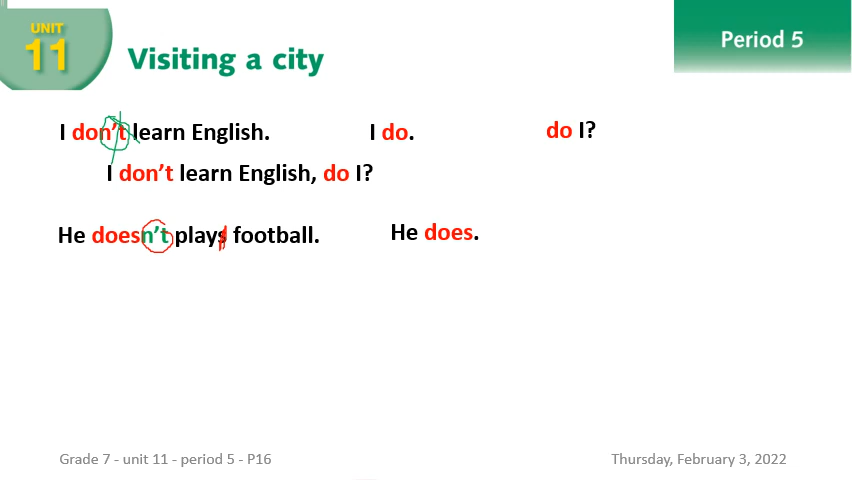 UNIT
11
Visiting a city
Period 5
I don't learn English. I do. do I?
I don't learn English, do I?
He doesn't plays football. He does.
Grade 7 - unit 11 - period 5 - P16
Thursday, February 3, 2022